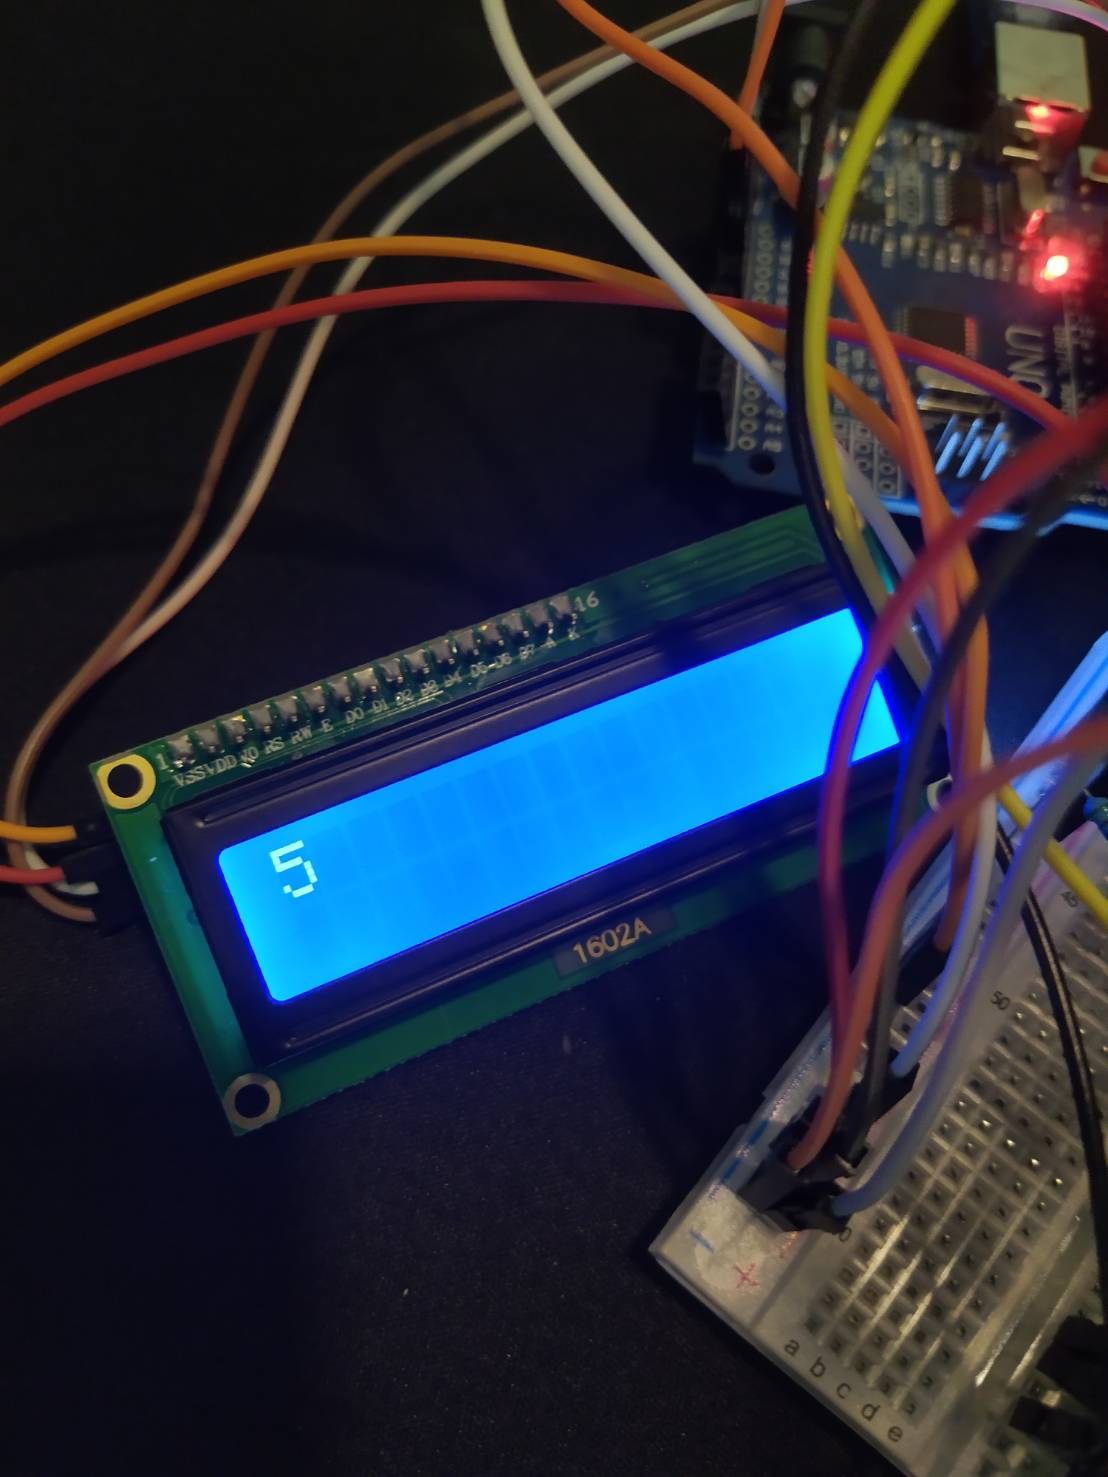 UNO
1 16
VSS VDD V0 RS RW E D0 D1 D2 D3 D4 D5 D6 D7 A K
5
1602A
50
a b c d e